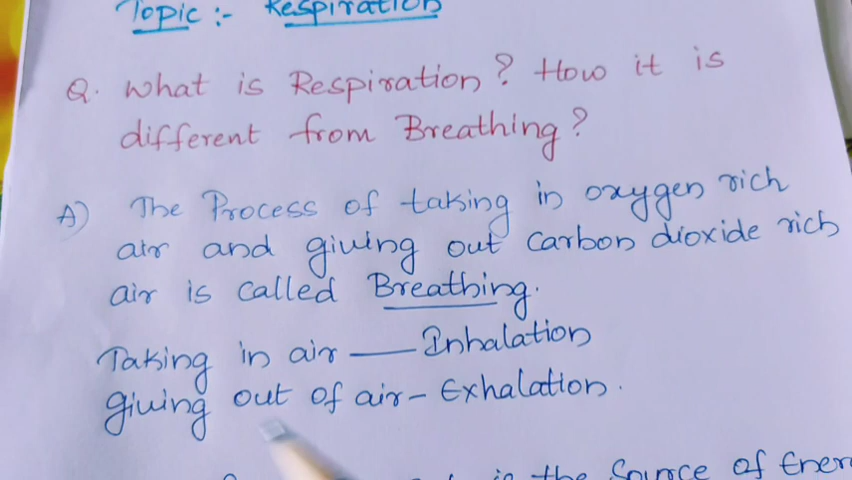 Topic :- Respiration
Q. What is Respiration? How it is
different from Breathing?
A) The Process of taking in oxygen rich
air and giving out carbon dioxide rich
air is called Breathing.
Taking in air — Inhalation
giving out of air - Exhalation.
is the Source of Ener